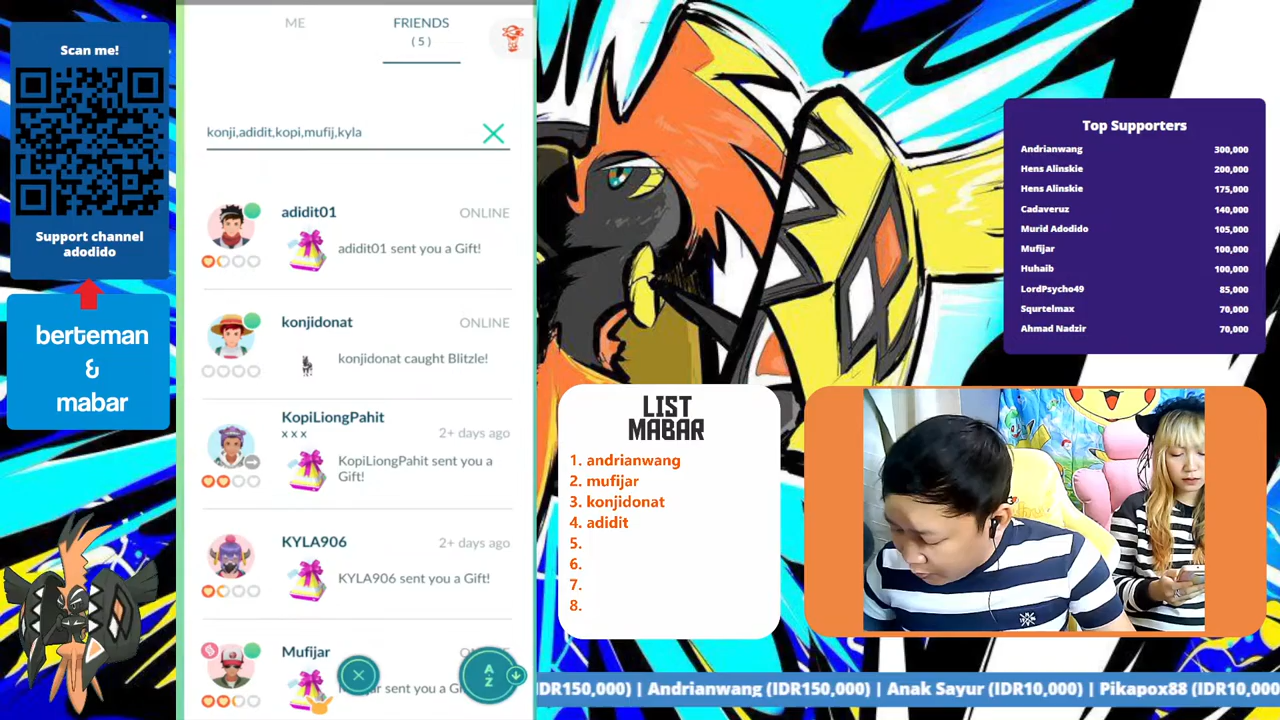 Scan me!
Support channel
adodido
berteman
&
mabar
ME
FRIENDS
( 5 )
konji,adidit,kopi,mufij,kyla
adidit01
ONLINE
adidit01 sent you a Gift!
konjidonat
ONLINE
konjidonat caught Blitzle!
KopiLiongPahit
x x x
2+ days ago
KopiLiongPahit sent you a
Gift!
KYLA906
2+ days ago
KYLA906 sent you a Gift!
Mufijar
A
Z
sent you a
Top Supporters
Andrianwang 300,000
Hens Alinskie 200,000
Hens Alinskie 175,000
Cadaveruz 140,000
Murid Adodido 105,000
Mufijar 100,000
Huhaib 100,000
LordPsycho49 85,000
Squrtelmax 70,000
Ahmad Nadzir 70,000
LIST
MABAR
1. andrianwang
2. mufijar
3. konjidonat
4. adidit
5.
6.
7.
8.
IDR150,000) | Andrianwang (IDR150,000) | Anak Sayur (IDR10,000) | Pikapox88 (IDR10,000